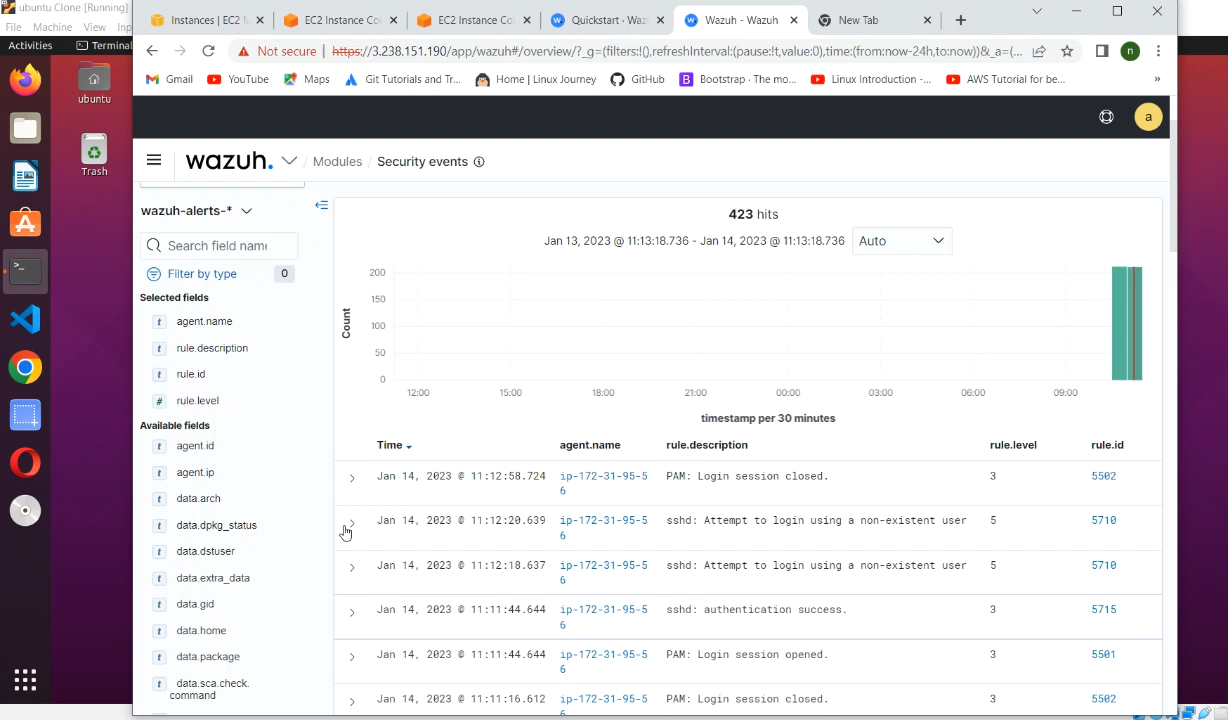 ubuntu Clone [Running]
File Machine View
Activities
Terminal
ubuntu
Trash
Instances | EC2
EC2 Instance Co
EC2 Instance Co
Quickstart · Waz
Wazuh - Wazuh
New Tab
Not secure | https://3.238.151.190/app/wazuh#/overview/?_g=(filters:!(),refreshInterval:(pause:!t,value:0),time:(from:now-24h,to:now))&_a=(...
n
Gmail
YouTube
Maps
Git Tutorials and Tr...
Home | Linux Journey
GitHub
Bootstrap · The mo...
Linux Introduction -...
AWS Tutorial for be...
»
a
wazuh.
/ Modules / Security events
wazuh-alerts-*
Search field name
Filter by type
0
Selected fields
t agent.name
t rule.description
t rule.id
# rule.level
Available fields
t agent.id
t agent.ip
t data.arch
t data.dpkg_status
t data.dstuser
t data.extra_data
t data.gid
t data.home
t data.package
t data.sca.check.
command
423 hits
Jan 13, 2023 @ 11:13:18.736 - Jan 14, 2023 @ 11:13:18.736
Auto
Count
200
150
100
50
0
12:00 15:00 18:00 21:00 00:00 03:00 06:00 09:00
timestamp per 30 minutes
Time agent.name rule.description rule.level rule.id
Jan 14, 2023 @ 11:12:58.724 ip-172-31-95-5 PAM: Login session closed. 3 5502
6
Jan 14, 2023 @ 11:12:20.639 ip-172-31-95-5 sshd: Attempt to login using a non-existent user 5 5710
6
Jan 14, 2023 @ 11:12:18.637 ip-172-31-95-5 sshd: Attempt to login using a non-existent user 5 5710
6
Jan 14, 2023 @ 11:11:44.644 ip-172-31-95-5 sshd: authentication success. 3 5715
6
Jan 14, 2023 @ 11:11:44.644 ip-172-31-95-5 PAM: Login session opened. 3 5501
6
Jan 14, 2023 @ 11:11:16.612 ip-172-31-95-5 PAM: Login session closed. 3 5502
6